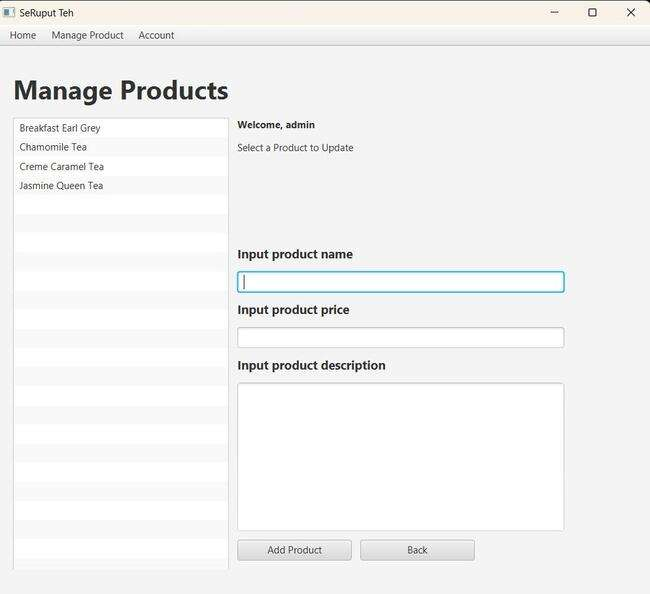 SeRuput Teh
Home Manage Product Account
Manage Products
Breakfast Earl Grey
Chamomile Tea
Creme Caramel Tea
Jasmine Queen Tea
Welcome, admin
Select a Product to Update
Input product name
Input product price
Input product description
Add Product Back